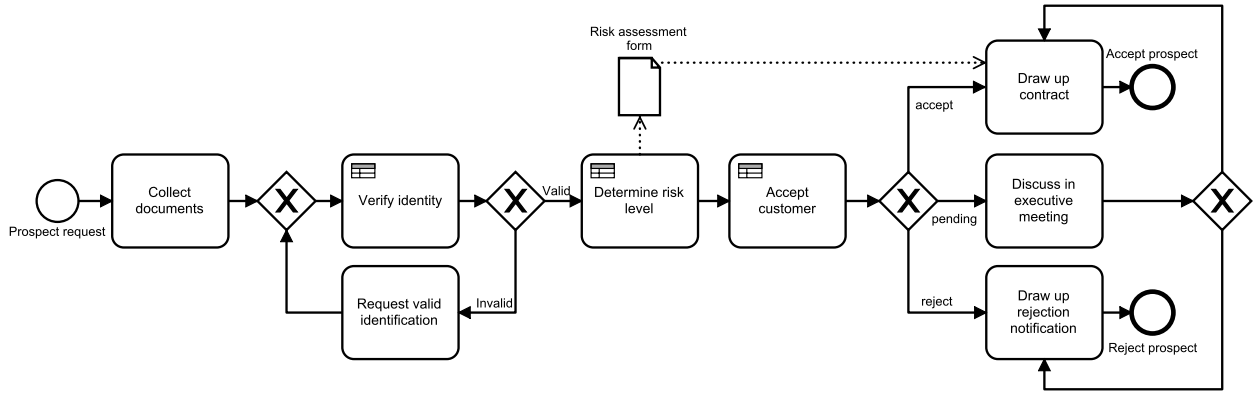 Prospect request
Collect
documents
Verify identity
Request valid
identification
Valid
Invalid
Risk assessment
form
Determine risk
level
Accept
customer
accept
pending
reject
Draw up
contract
Accept prospect
Discuss in
executive
meeting
Draw up
rejection
notification
Reject prospect